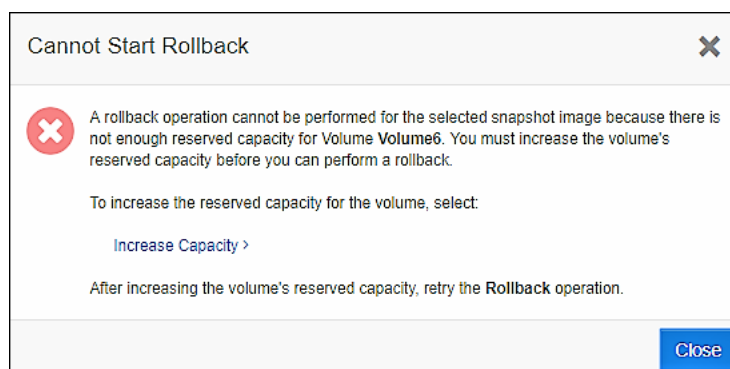 Cannot Start Rollback
A rollback operation cannot be performed for the selected snapshot image because there is
not enough reserved capacity for Volume Volume6. You must increase the volume's
reserved capacity before you can perform a rollback.
To increase the reserved capacity for the volume, select:
Increase Capacity >
After increasing the volume's reserved capacity, retry the Rollback operation.
Close